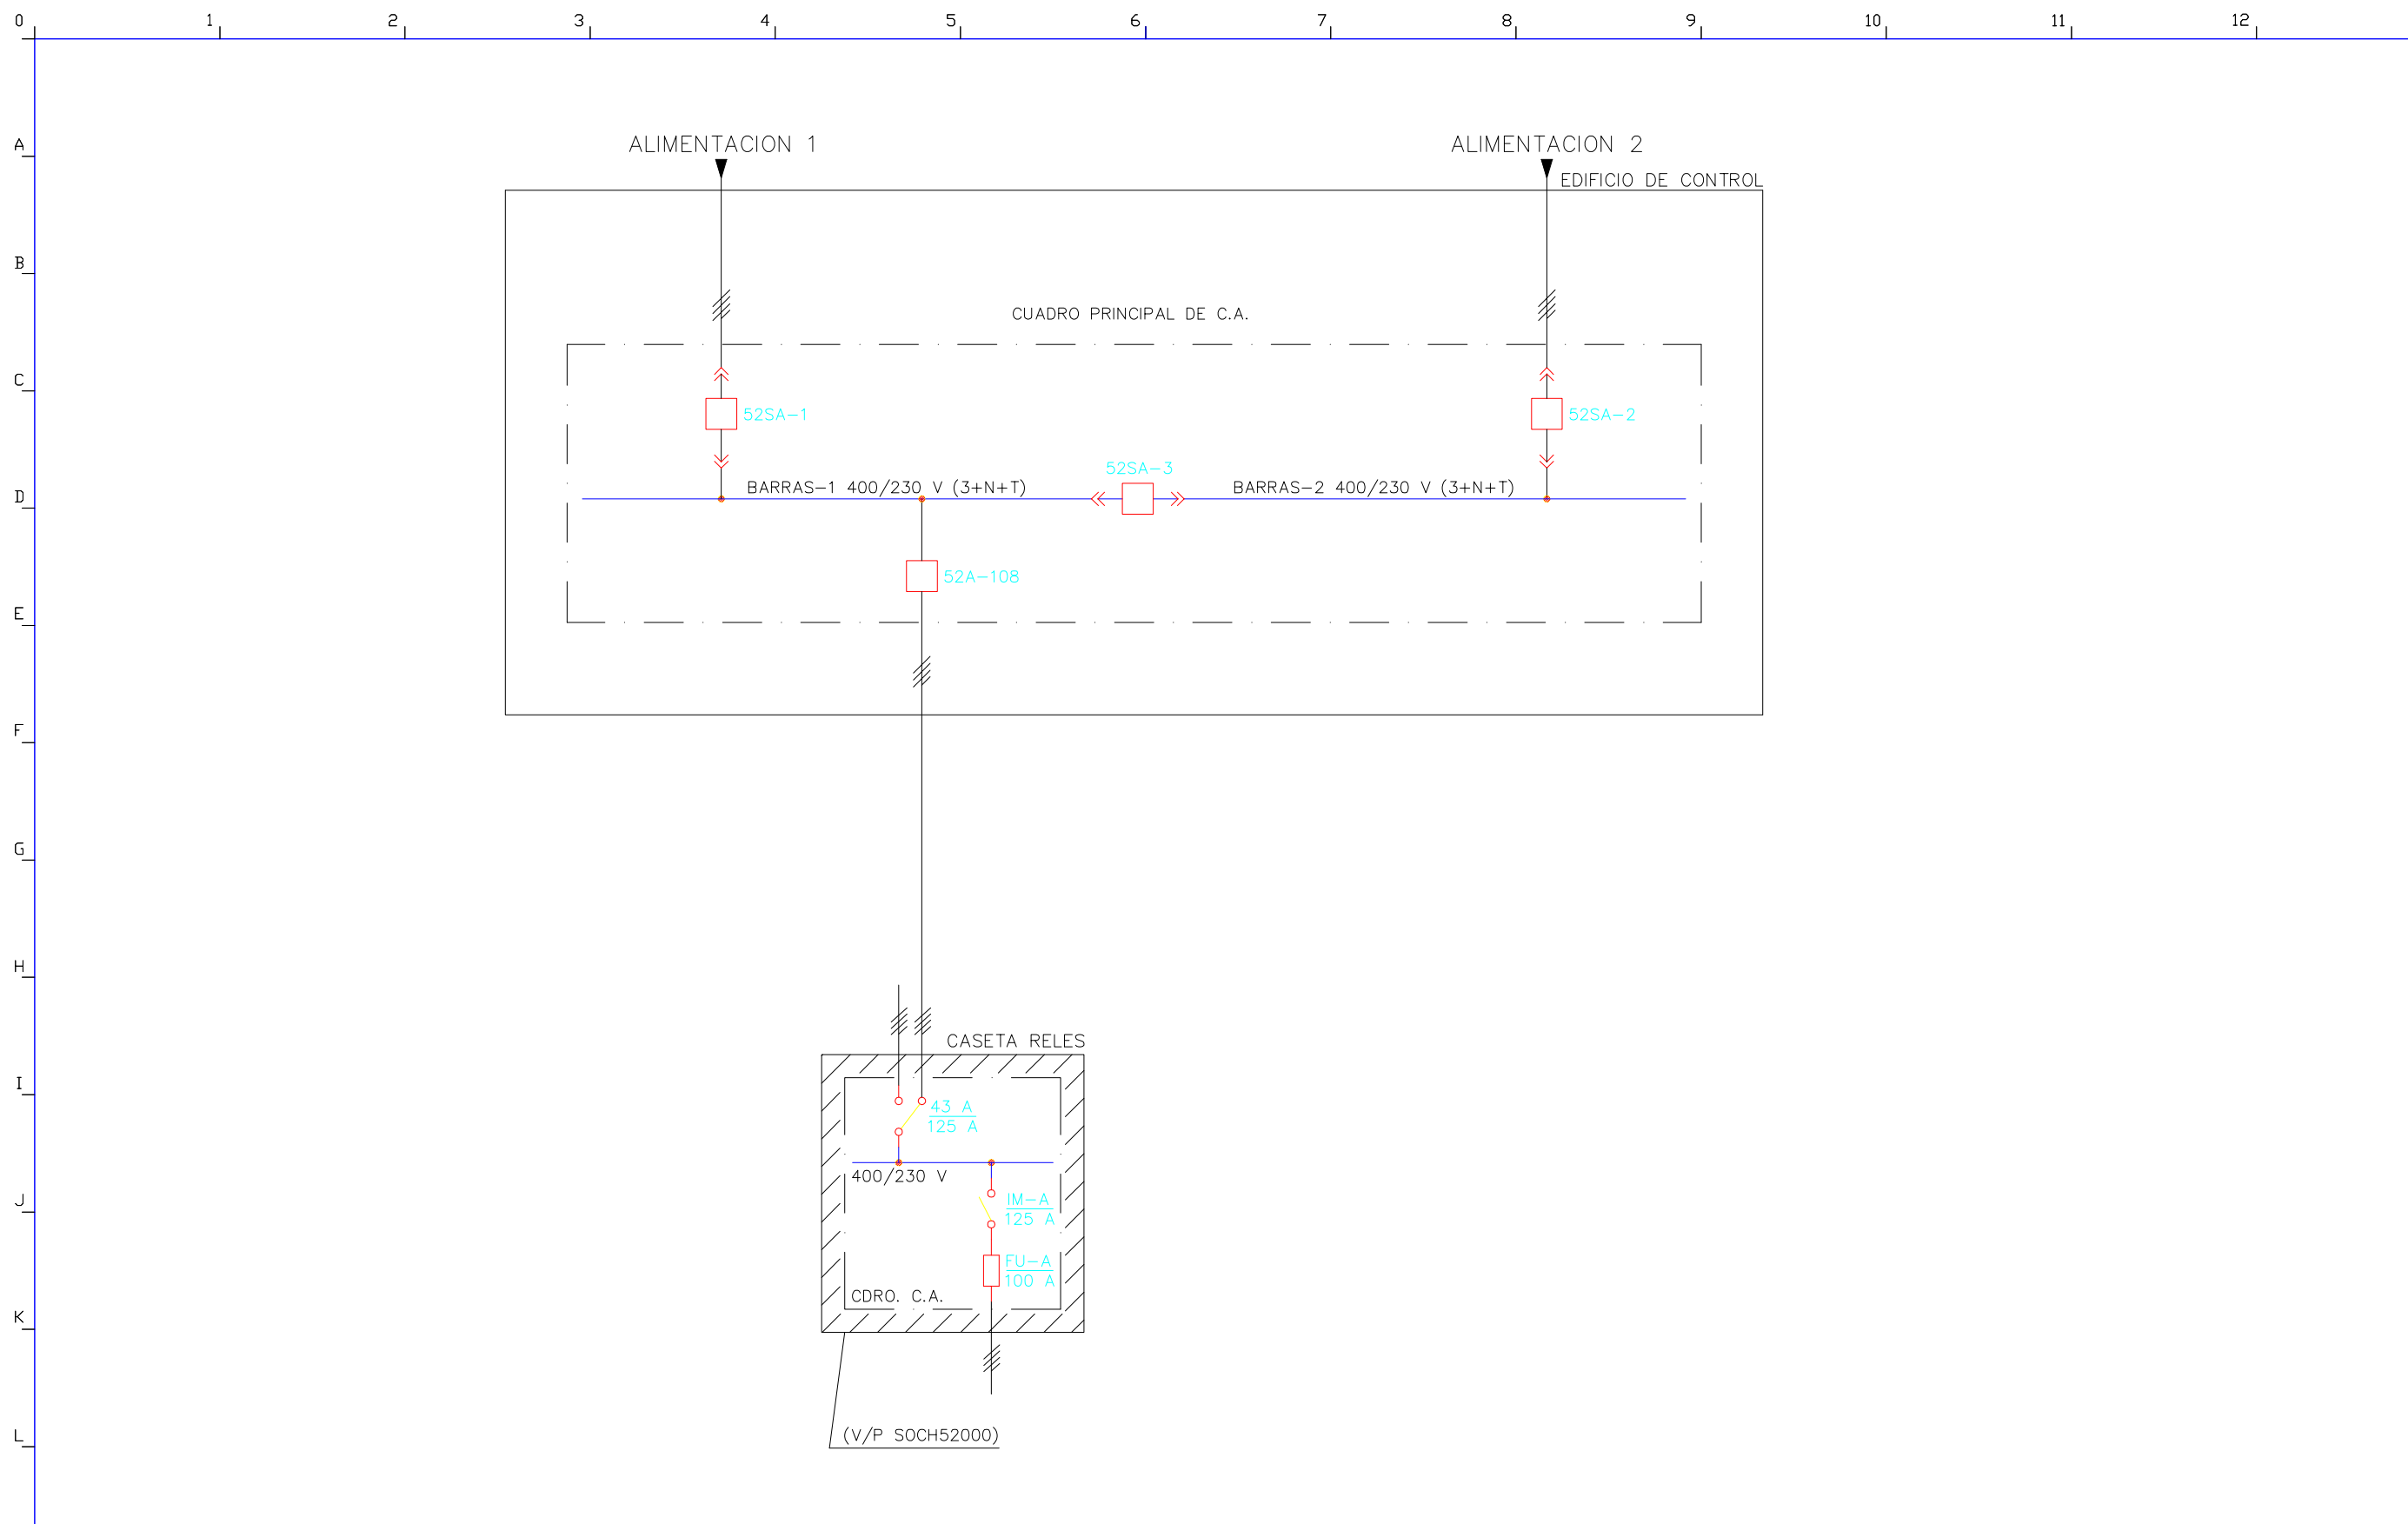 0 1 2 3 4 5 6 7 8 9 10 11 12
A
ALIMENTACION 1
ALIMENTACION 2
EDIFICIO DE CONTROL
B
CUADRO PRINCIPAL DE C.A.
C
52SA-1
52SA-2
52SA-3
D
BARRAS-1 400/230 V (3+N+T)
BARRAS-2 400/230 V (3+N+T)
52A-108
E
F
G
H
CASETA RELES
I
43-A
125 A
400/230 V
J
IM-A
125 A
FU-A
100 A
CDRO. C.A.
K
L
(V/P SOCH52000)